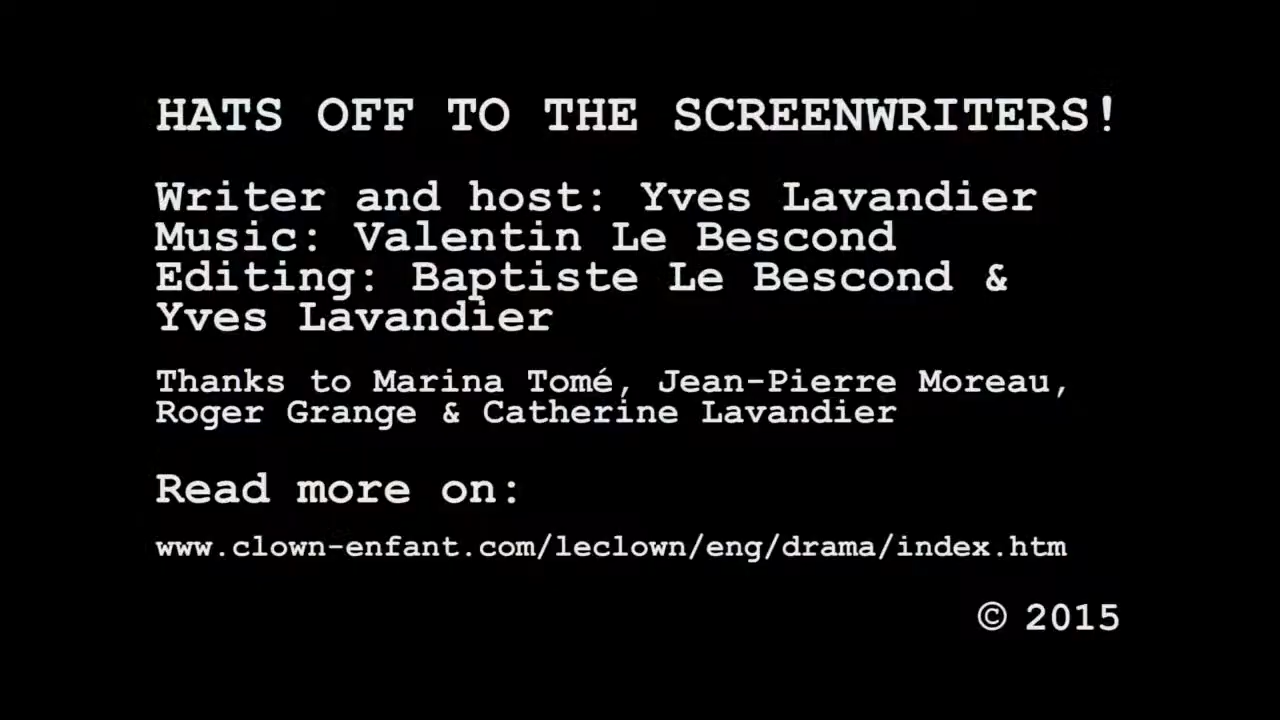 HATS OFF TO THE SCREENWRITERS!
Writer and host: Yves Lavandier
Music: Valentin Le Bescond
Editing: Baptiste Le Bescond &
Yves Lavandier
Thanks to Marina Tomé, Jean-Pierre Moreau,
Roger Grange & Catherine Lavandier
Read more on:
www.clown-enfant.com/leclown/eng/drama/index.htm
© 2015